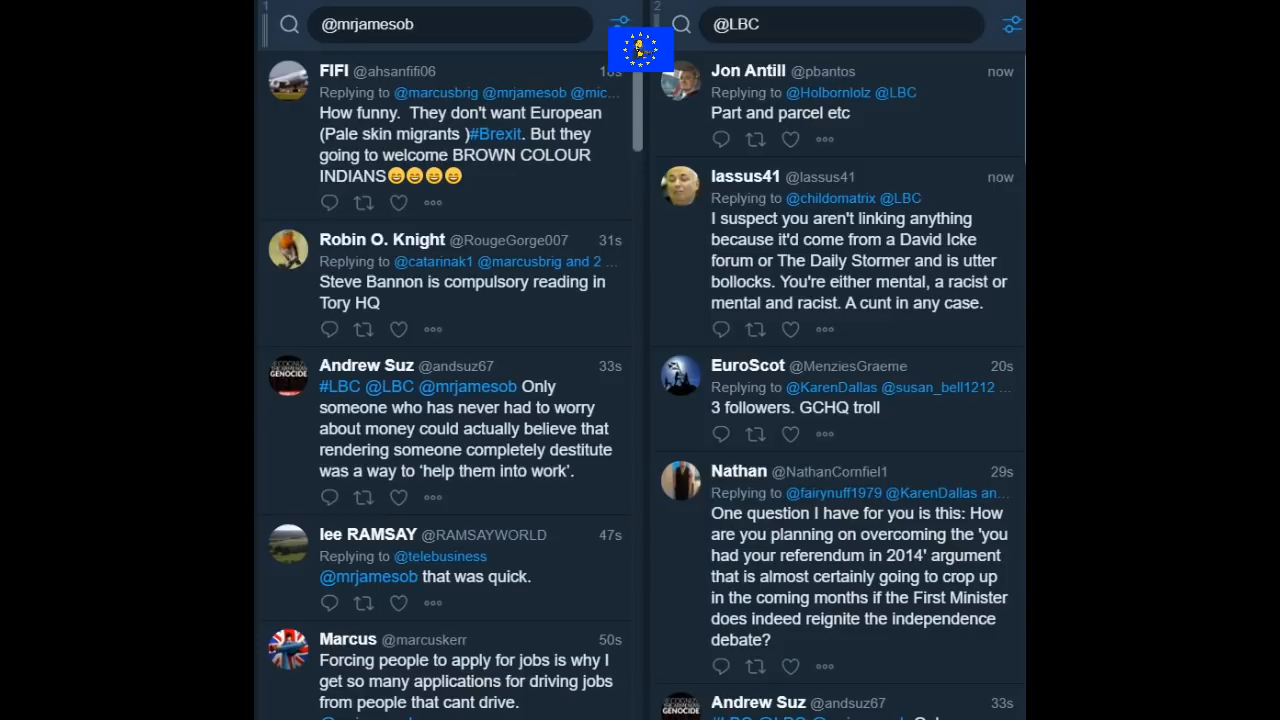 1
@mrjamesob
FIFI @ahsanfifi06 18s
Replying to @marcusbrig @mrjamesob @mic...
How funny. They don't want European
(Pale skin migrants )#Brexit. But they
going to welcome BROWN COLOUR
INDIANS😄😄😄😄
Robin O. Knight @RougeGorge007 31s
Replying to @catarinak1 @marcusbrig and 2 ...
Steve Bannon is compulsory reading in
Tory HQ
Andrew Suz @andsuz67 33s
#LBC @LBC @mrjamesob Only
someone who has never had to worry
about money could actually believe that
rendering someone completely destitute
was a way to ‘help them into work’.
lee RAMSAY @RAMSAYWORLD 47s
Replying to @telebusiness
@mrjamesob that was quick.
Marcus @marcuskerr 50s
Forcing people to apply for jobs is why I
get so many applications for driving jobs
from people that cant drive.
2
@LBC
Jon Antill @pbantos now
Replying to @Holbornlolz @LBC
Part and parcel etc
lassus41 @lassus41 now
Replying to @childomatrix @LBC
I suspect you aren't linking anything
because it'd come from a David Icke
forum or The Daily Stormer and is utter
bollocks. You're either mental, a racist or
mental and racist. A cunt in any case.
EuroScot @MenziesGraeme 20s
Replying to @KarenDallas @susan_bell1212 ...
3 followers. GCHQ troll
Nathan @NathanCornfiel1 29s
Replying to @fairynuff1979 @KarenDallas an...
One question I have for you is this: How
are you planning on overcoming the 'you
had your referendum in 2014' argument
that is almost certainly going to crop up
in the coming months if the First Minister
does indeed reignite the independence
debate?
Andrew Suz @andsuz67 33s